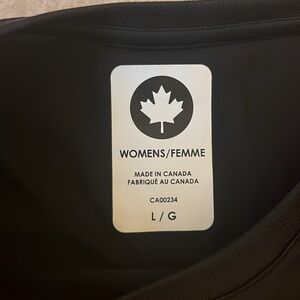 WOMENS/FEMME
MADE IN CANADA
FABRIQUÉ AU CANADA
CA00234
L / G